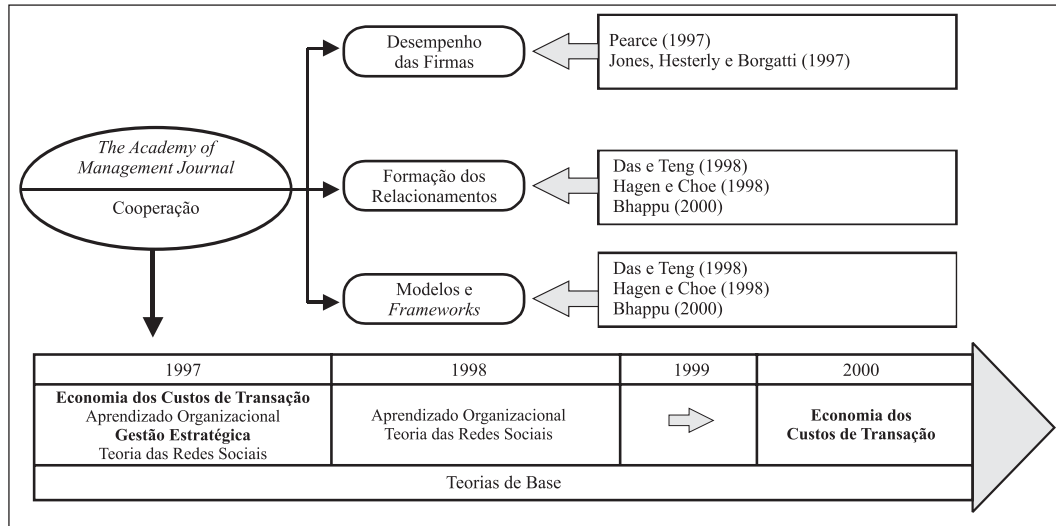 The Academy of
Management Journal
Cooperação
Desempenho
das Firmas
Pearce (1997)
Jones, Hesterly e Borgatti (1997)
Formação dos
Relacionamentos
Das e Teng (1998)
Hagen e Choe (1998)
Bhappu (2000)
Modelos e
Frameworks
Das e Teng (1998)
Hagen e Choe (1998)
Bhappu (2000)
1997
Economia dos Custos de Transação
Aprendizado Organizacional
Gestão Estratégica
Teoria das Redes Sociais
1998
Aprendizado Organizacional
Teoria das Redes Sociais
1999
2000
Economia dos
Custos de Transação
Teorias de Base